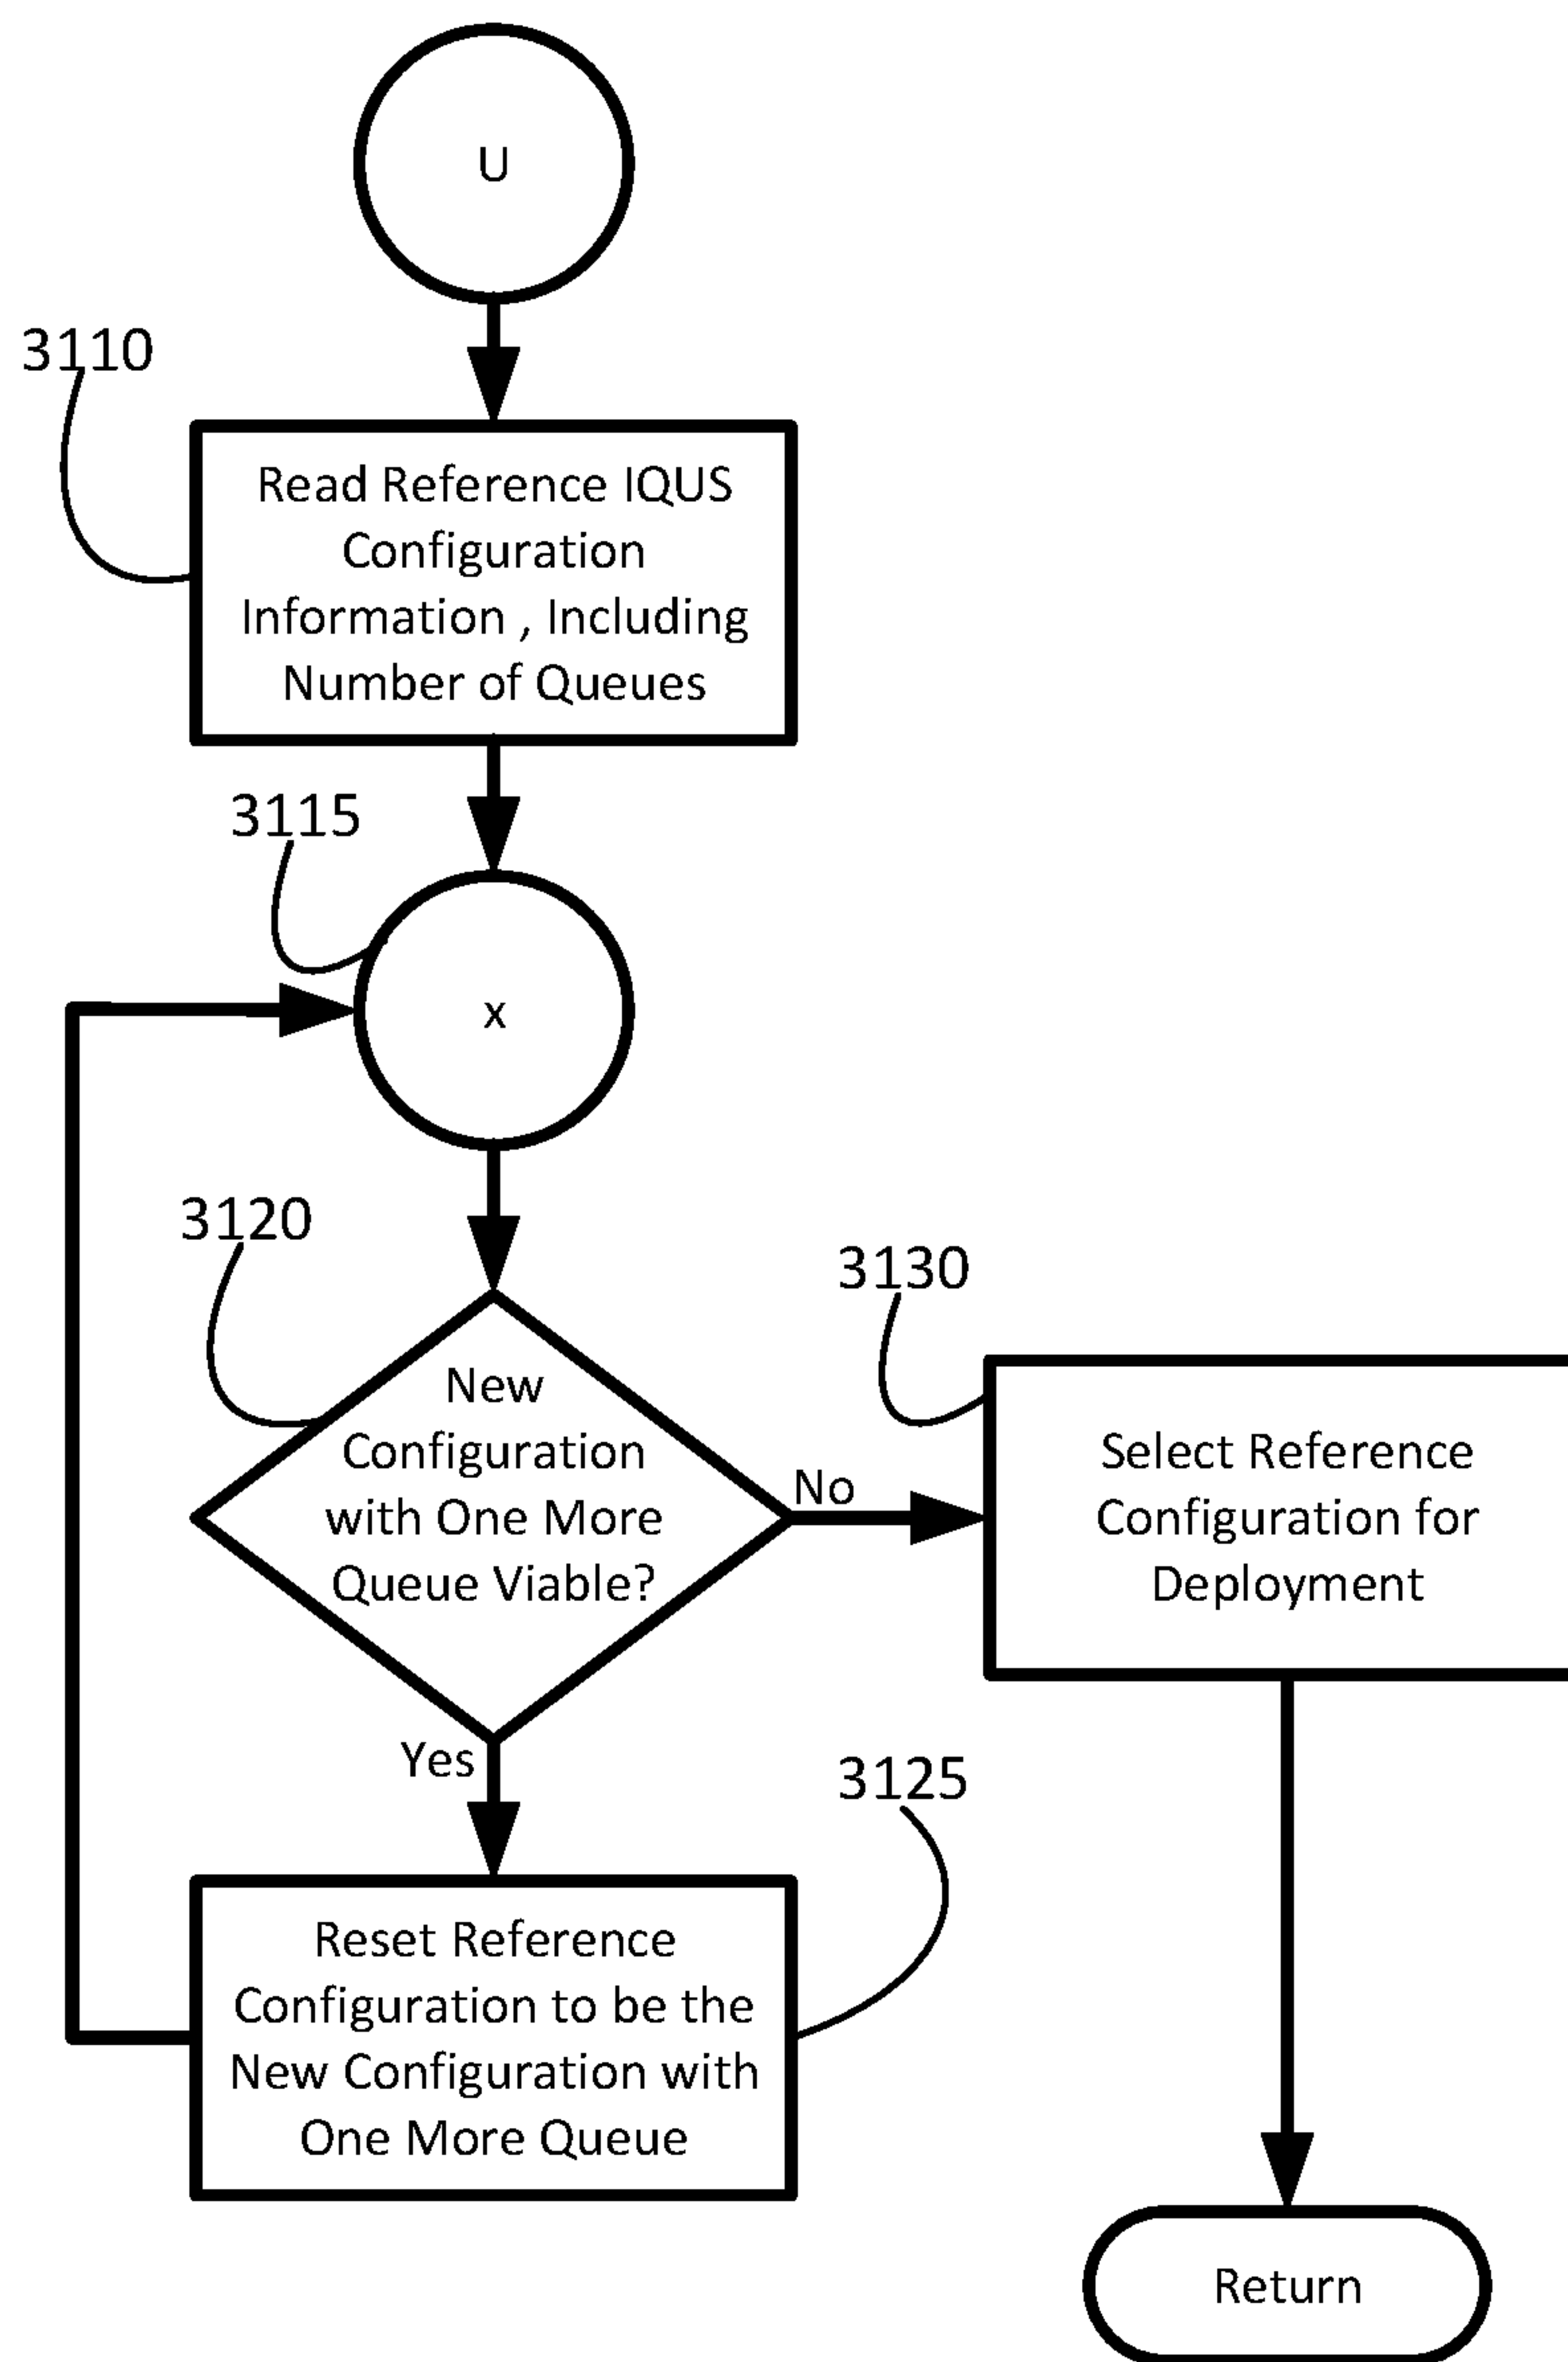 U
3110
Read Reference IQUS
Configuration
Information , Including
Number of Queues
3115
x
3120
New
Configuration
with One More
Queue Viable?
No
3130
Select Reference
Configuration for
Deployment
Yes
3125
Reset Reference
Configuration to be the
New Configuration with
One More Queue
Return